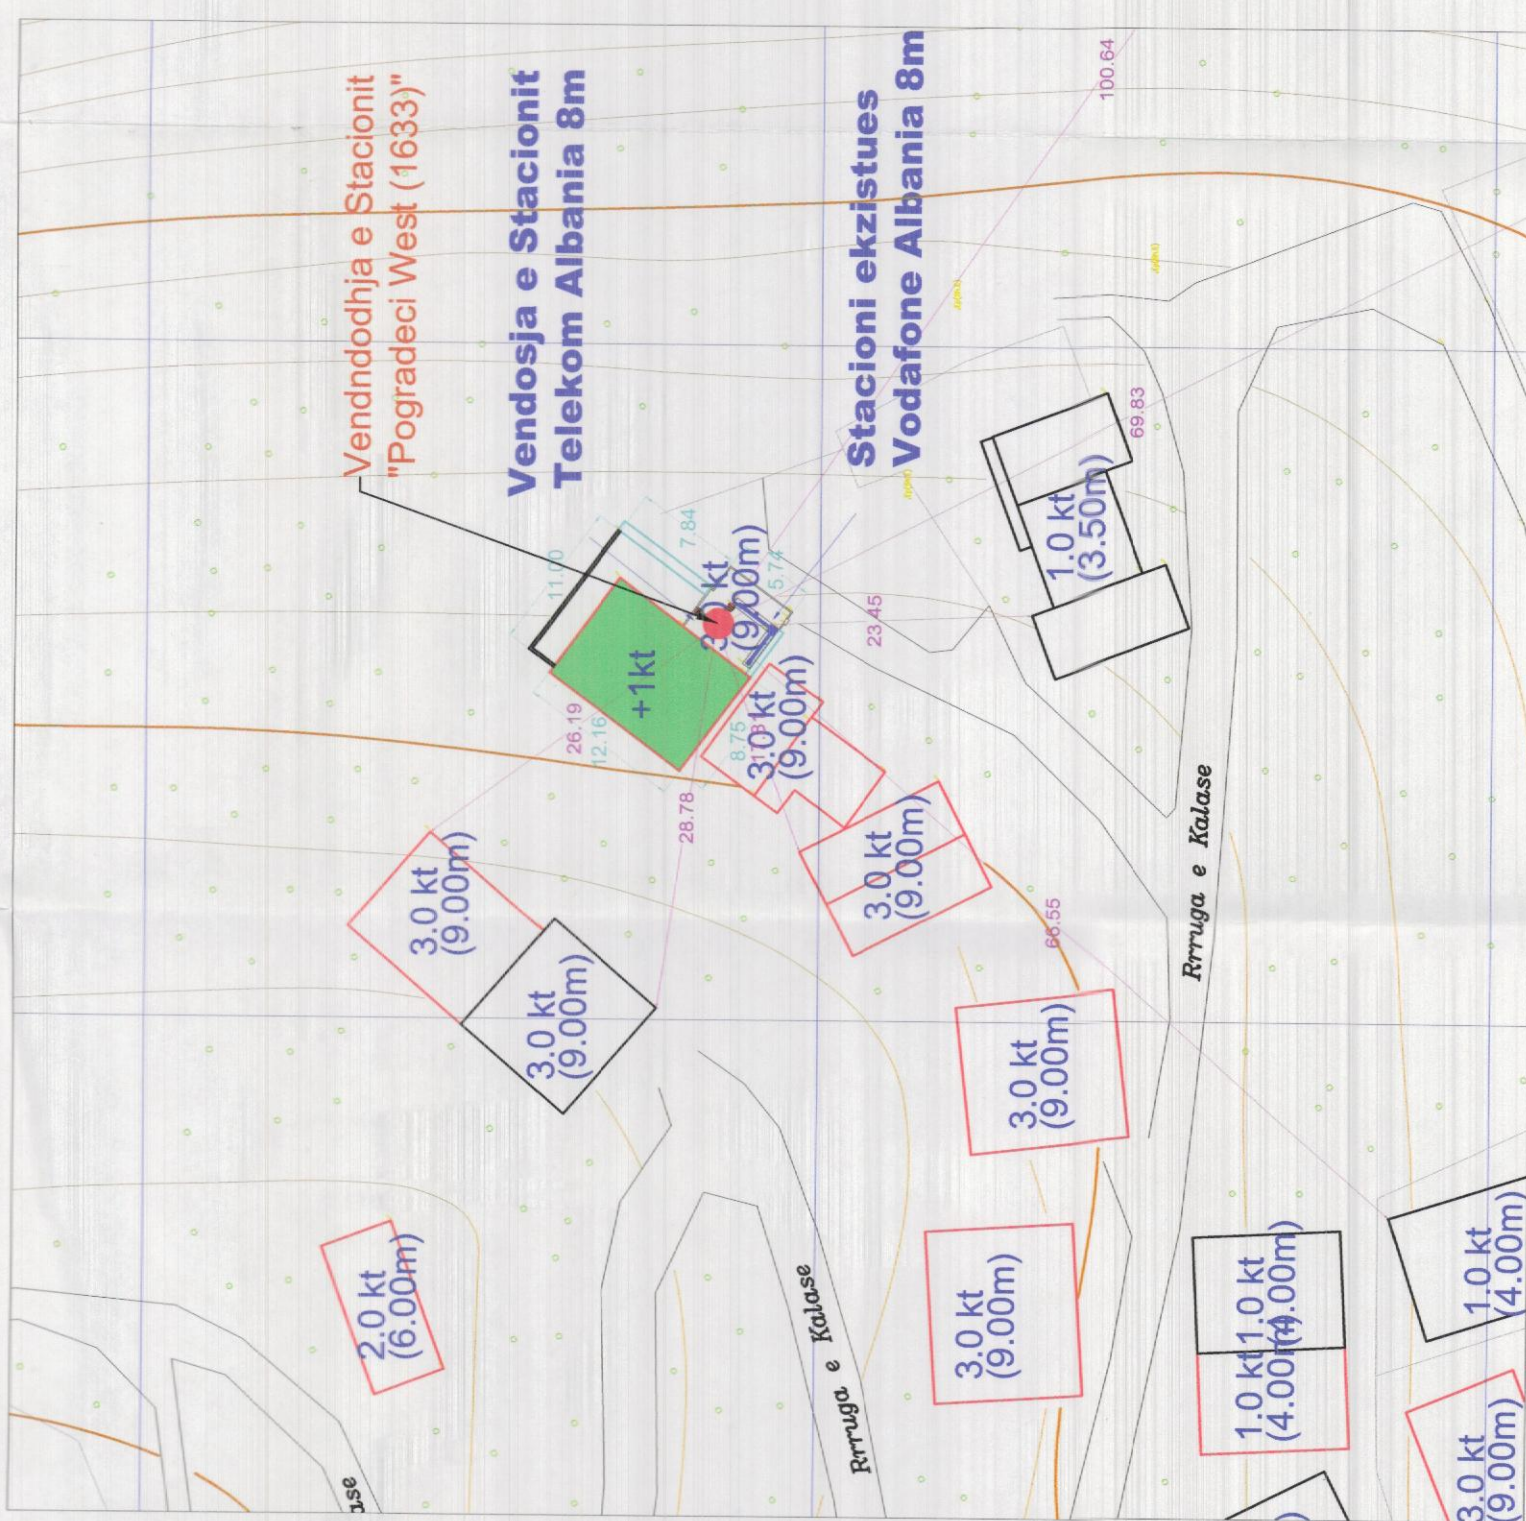 Vendndodhja e Stacionit
"Pogradeci West (1633)"
Vendosja e Stacionit
Telekom Albania 8m
Stacioni ekzistues
Vodafone Albania 8m
100.64
69.83
1.0 kt
(3.50m)
11.00
7.84
3.0 kt
(9.00m)
5.74
23.45
+1kt
26.19
12.16
8.75
3.0 kt
(9.00m)
28.78
3.0 kt
(9.00m)
3.0 kt
(9.00m)
66.55
Rrruga e Kalase
3.0 kt
(9.00m)
3.0 kt
(9.00m)
2.0 kt
(6.00m)
Rrruga e Kalase
3.0 kt
(9.00m)
1.0 kt
(4.00m)
1.0 kt
(4.00m)
1.0 kt
(4.00m)
3.0 kt
(9.00m)